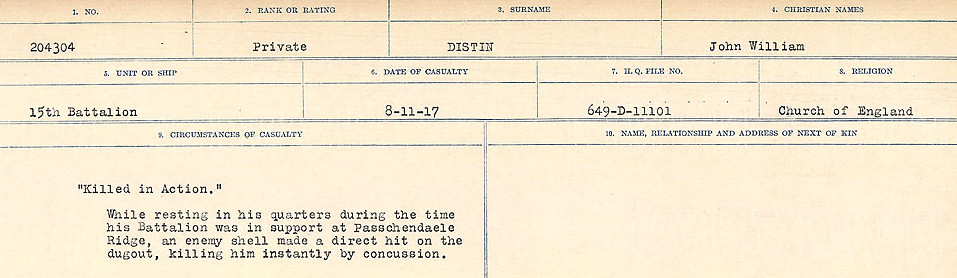 1. NO. 2. RANK OR RATING 3. SURNAME 4. CHRISTIAN NAMES
204304 Private DISTIN John William
5. UNIT OR SHIP 6. DATE OF CASUALTY 7. H. Q. FILE NO. 8. RELIGION
15th Battalion 8-11-17 649-D-11101 Church of England
9. CIRCUMSTANCES OF CASUALTY 10. NAME, RELATIONSHIP AND ADDRESS OF NEXT OF KIN
"Killed in Action."
While resting in his quarters during the time
his Battalion was in support at Passchendaele
Ridge, an enemy shell made a direct hit on the
dugout, killing him instantly by concussion.